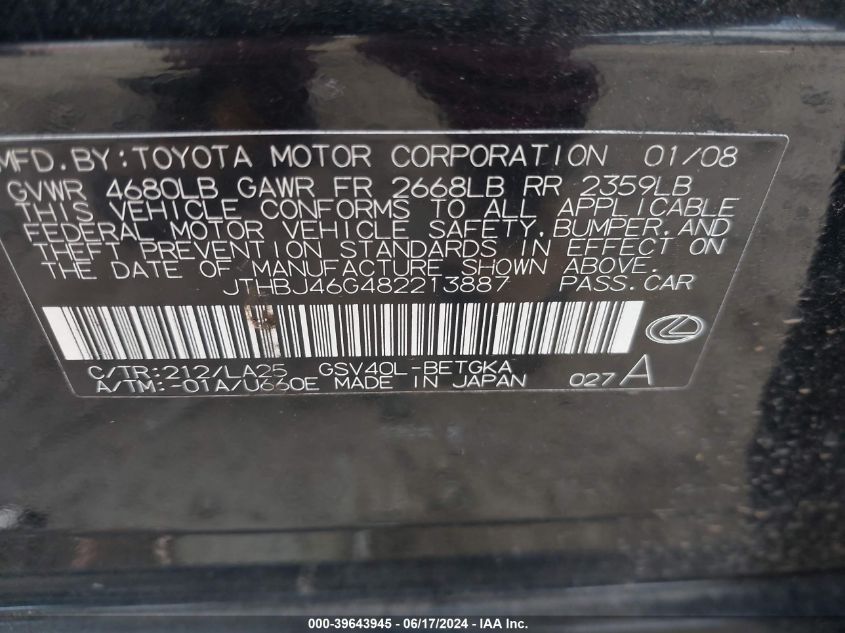 MFD. BY: TOYOTA MOTOR CORPORATION 01/08
GVWR 4680LB GAWR FR 2668LB RR 2359LB
THIS VEHICLE CONFORMS TO ALL APPLICABLE
FEDERAL MOTOR VEHICLE SAFETY, BUMPER, AND
THEFT PREVENTION STANDARDS IN EFFECT ON
THE DATE OF MANUFACTURE SHOWN ABOVE.
JTHBJ46G482213887 PASS. CAR
C/TR: 212/LA25 GSV40L-BETGKA
A/TM: -01A/U660E MADE IN JAPAN 027A
000-39643945 - 06/17/2024 - IAA Inc.